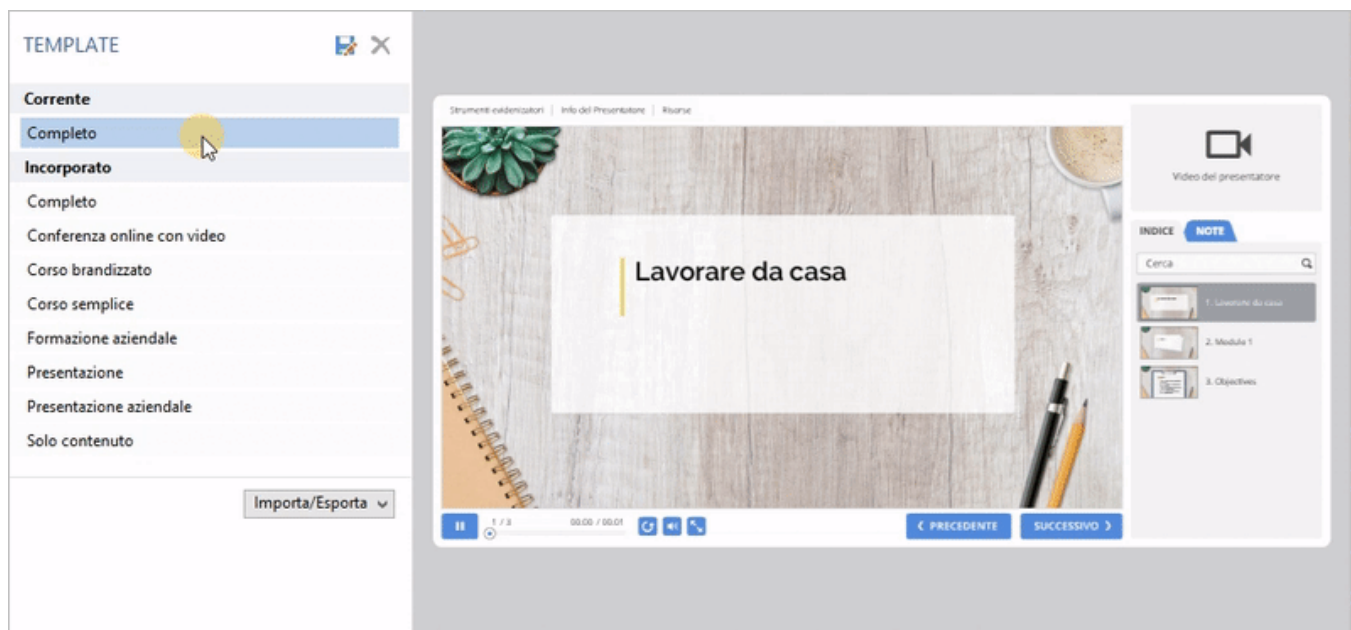 TEMPLATE
Corrente
Completo
Incorporato
Completo
Conferenza online con video
Corso brandizzato
Corso semplice
Formazione aziendale
Presentazione
Presentazione aziendale
Solo contenuto
Importa/Esporta
Strumenti evidenziatori | Info del Presentatore | Risorse
Lavorare da casa
1 / 3
00:00 / 00:01
PRECEDENTE
SUCCESSIVO
Video del presentatore
INDICE NOTE
Cerca
1. Lavorare da casa
2. Module 1
3. Objectives